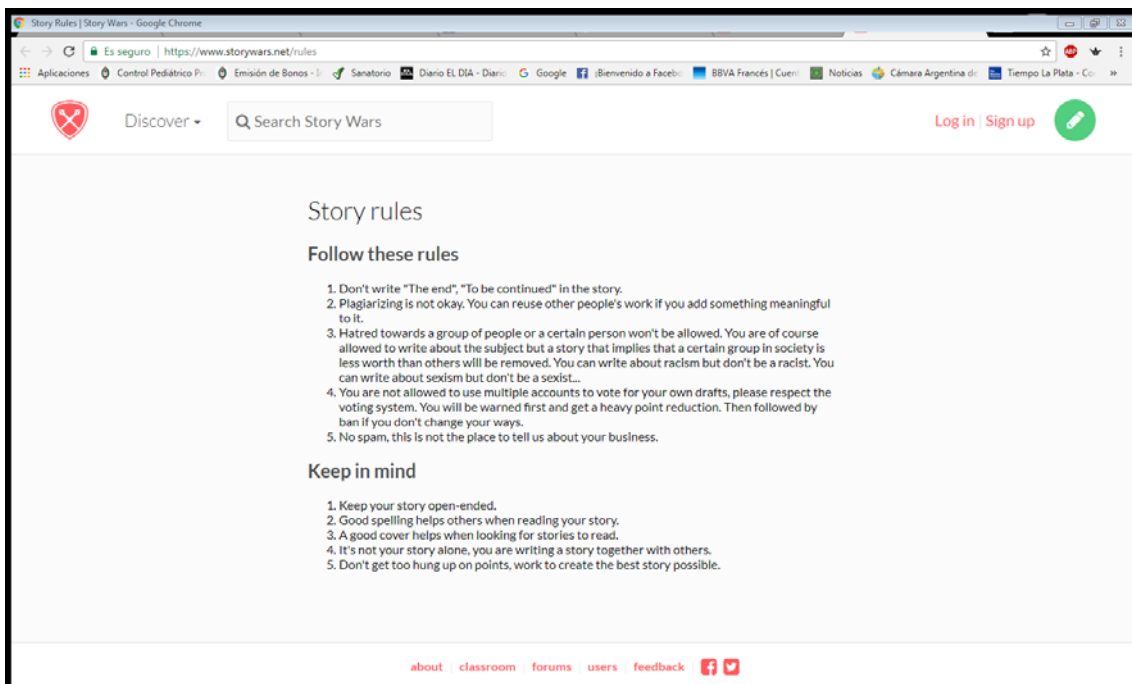 Story Rules | Story Wars - Google Chrome
Es seguro | https://www.storywars.net/rules
Aplicaciones Control Pediátrico Pr Emisión de Bonos - Sanatorio Diario EL DIA - Diario Google ¡Bienvenido a Facebo BBVA Francés | Cuen Noticias Cámara Argentina de Tiempo La Plata - Co »
Discover Search Story Wars Log in | Sign up
Story rules
Follow these rules
1. Don't write "The end", "To be continued" in the story.
2. Plagiarizing is not okay. You can reuse other people's work if you add something meaningful
to it.
3. Hatred towards a group of people or a certain person won't be allowed. You are of course
allowed to write about the subject but a story that implies that a certain group in society is
less worth than others will be removed. You can write about racism but don't be a racist. You
can write about sexism but don't be a sexist...
4. You are not allowed to use multiple accounts to vote for your own drafts, please respect the
voting system. You will be warned first and get a heavy point reduction. Then followed by
ban if you don't change your ways.
5. No spam, this is not the place to tell us about your business.
Keep in mind
1. Keep your story open-ended.
2. Good spelling helps others when reading your story.
3. A good cover helps when looking for stories to read.
4. It's not your story alone, you are writing a story together with others.
5. Don't get too hung up on points, work to create the best story possible.
about | classroom | forums | users | feedback